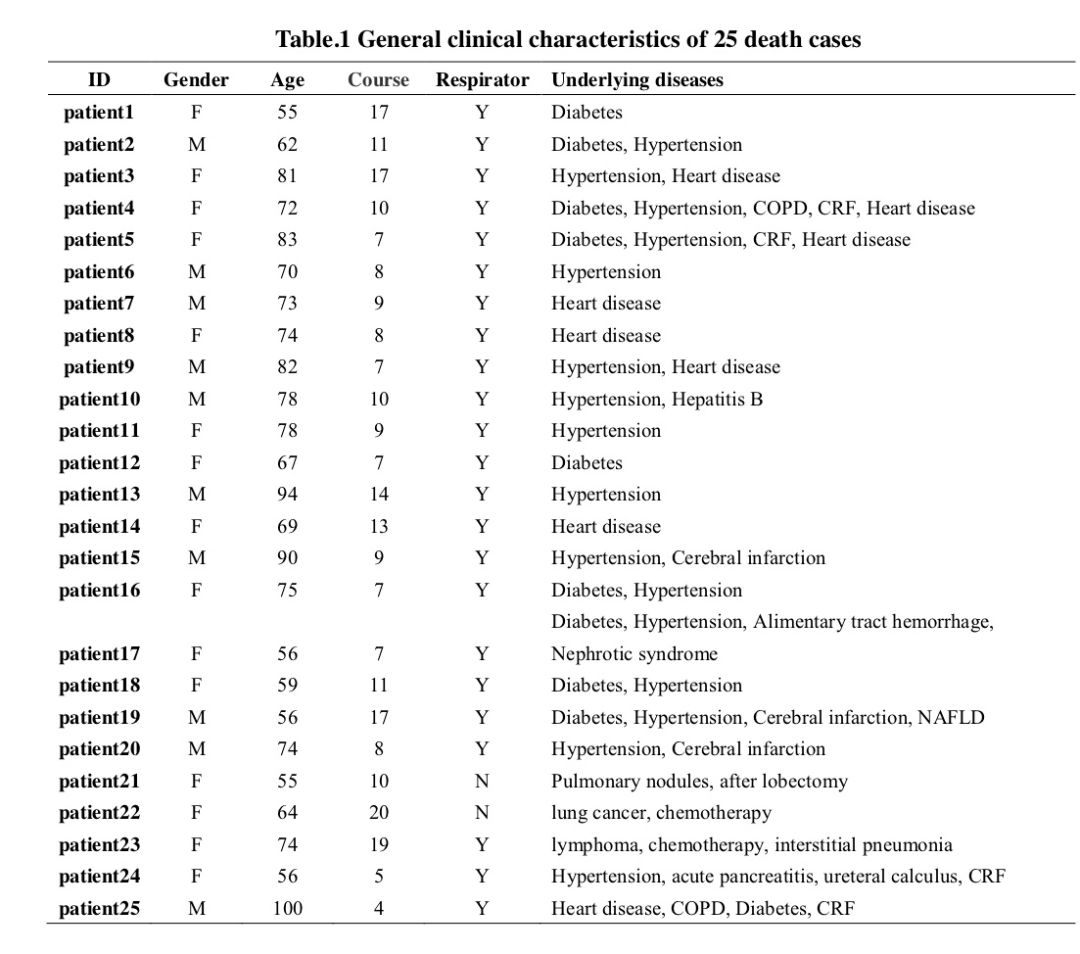 Table.1 General clinical characteristics of 25 death cases
ID Gender Age Course Respirator Underlying diseases
patient1 F 55 17 Y Diabetes
patient2 M 62 11 Y Diabetes, Hypertension
patient3 F 81 17 Y Hypertension, Heart disease
patient4 F 72 10 Y Diabetes, Hypertension, COPD, CRF, Heart disease
patient5 F 83 7 Y Diabetes, Hypertension, CRF, Heart disease
patient6 M 70 8 Y Hypertension
patient7 M 73 9 Y Heart disease
patient8 F 74 8 Y Heart disease
patient9 M 82 7 Y Hypertension, Heart disease
patient10 M 78 10 Y Hypertension, Hepatitis B
patient11 F 78 9 Y Hypertension
patient12 F 67 7 Y Diabetes
patient13 M 94 14 Y Hypertension
patient14 F 69 13 Y Heart disease
patient15 M 90 9 Y Hypertension, Cerebral infarction
patient16 F 75 7 Y Diabetes, Hypertension
Diabetes, Hypertension, Alimentary tract hemorrhage,
patient17 F 56 7 Y Nephrotic syndrome
patient18 F 59 11 Y Diabetes, Hypertension
patient19 M 56 17 Y Diabetes, Hypertension, Cerebral infarction, NAFLD
patient20 M 74 8 Y Hypertension, Cerebral infarction
patient21 F 55 10 N Pulmonary nodules, after lobectomy
patient22 F 64 20 N lung cancer, chemotherapy
patient23 F 74 19 Y lymphoma, chemotherapy, interstitial pneumonia
patient24 F 56 5 Y Hypertension, acute pancreatitis, ureteral calculus, CRF
patient25 M 100 4 Y Heart disease, COPD, Diabetes, CRF